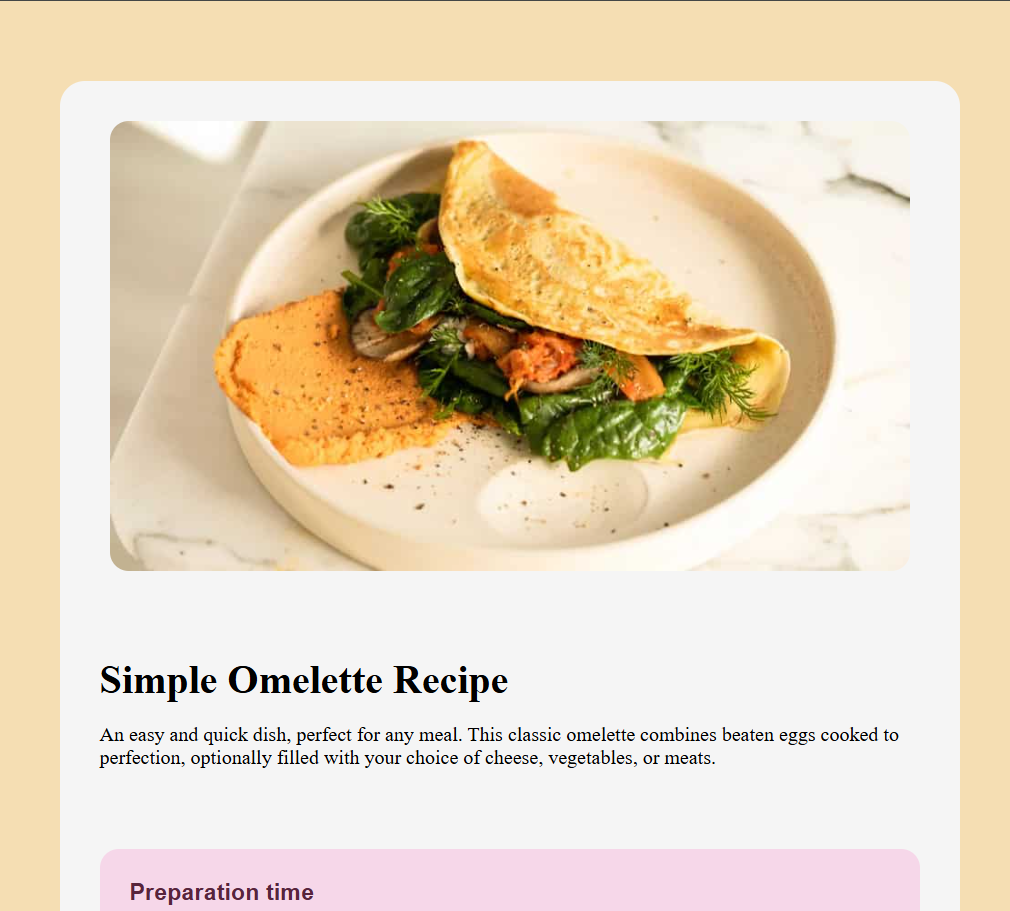 Simple Omelette Recipe
An easy and quick dish, perfect for any meal. This classic omelette combines beaten eggs cooked to
perfection, optionally filled with your choice of cheese, vegetables, or meats.
Preparation time